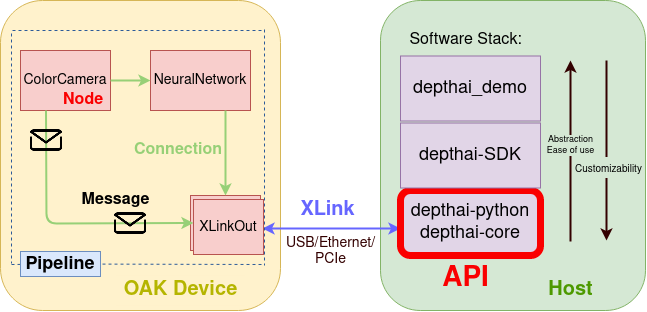 ColorCamera
Node
NeuralNetwork
Connection
Message
XLinkOut
Pipeline
OAK Device
XLink
USB/Ethernet/
PCIe
Software Stack:
depthai_demo
depthai-SDK
depthai-python
depthai-core
API
Abstraction
Ease of use
Customizability
Host